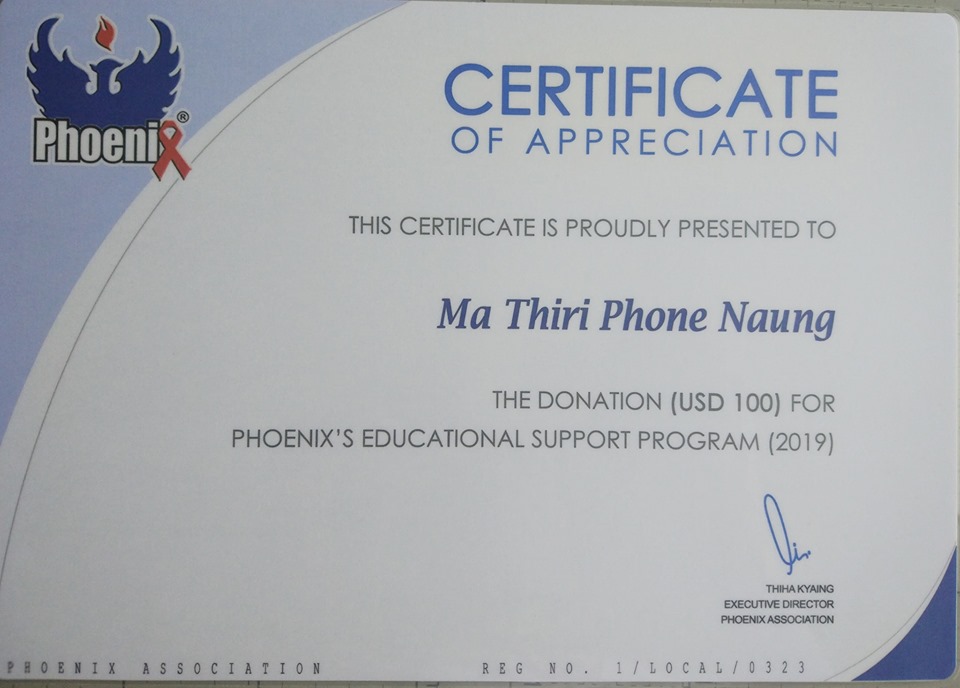 Phoenix®
CERTIFICATE
OF APPRECIATION
THIS CERTIFICATE IS PROUDLY PRESENTED TO
Ma Thiri Phone Naung
THE DONATION (USD 100) FOR
PHOENIX'S EDUCATIONAL SUPPORT PROGRAM (2019)
THIHA KYAING
EXECUTIVE DIRECTOR
PHOENIX ASSOCIATION
PHOENIX ASSOCIATION REG NO. 1/LOCAL/0323